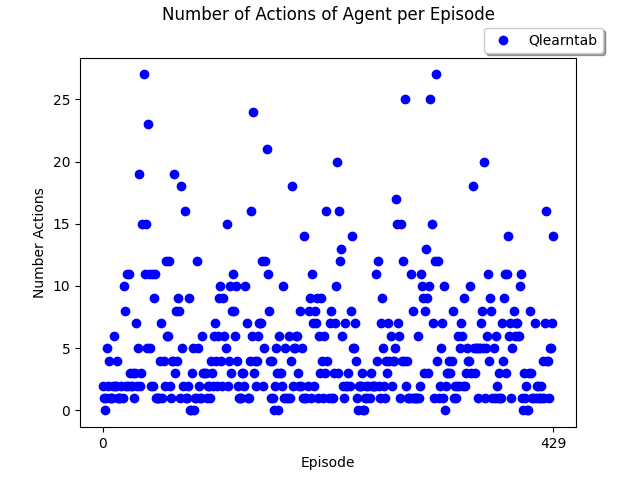 Number of Actions of Agent per Episode
Qlearntab
25
20
15
10
5
0
Number Actions
0 429
Episode